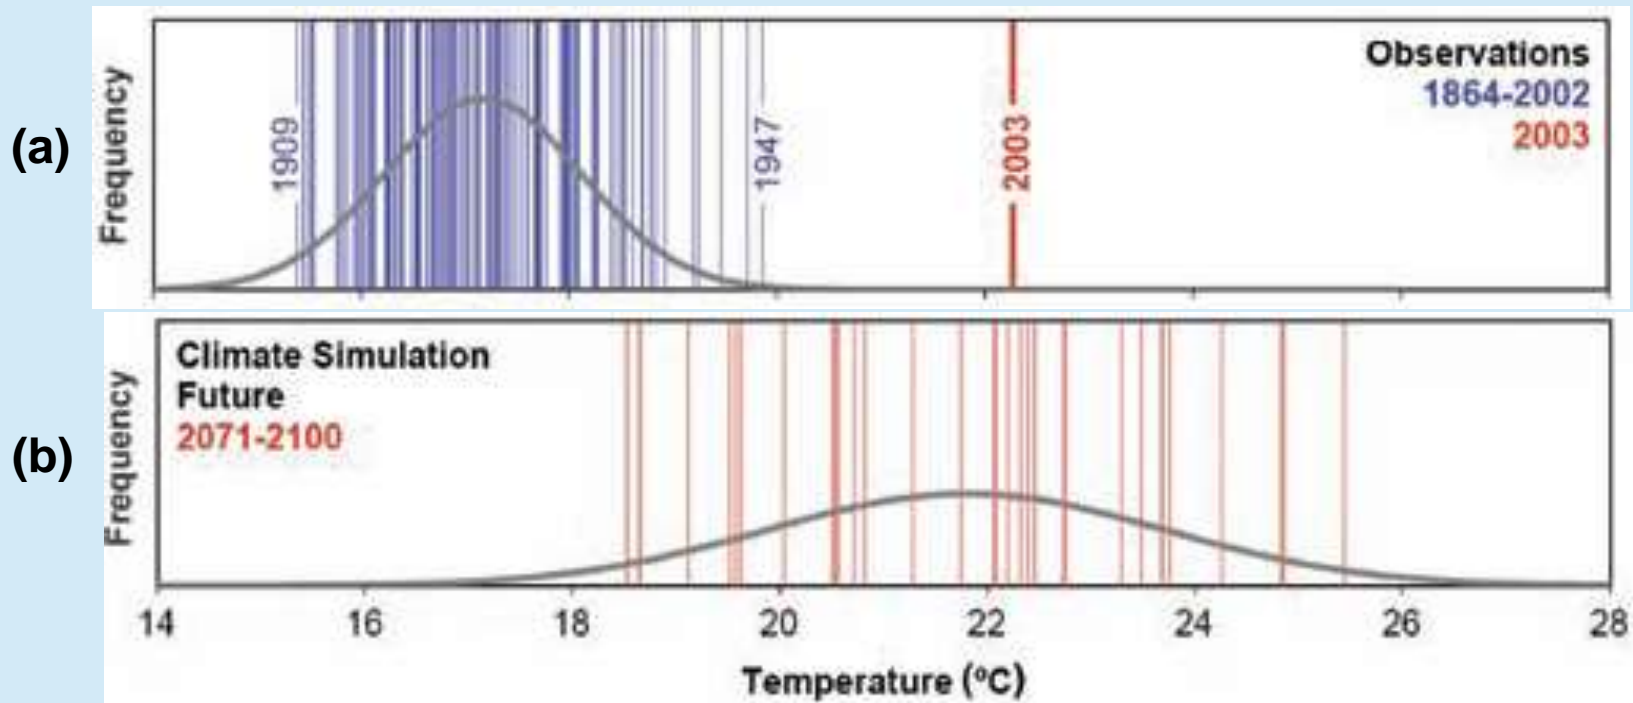 (a)
Frequency
1909
1947
2003
Observations
1864-2002
2003
(b)
Frequency
Climate Simulation
Future
2071-2100
14 16 18 20 22 24 26 28
Temperature (ºC)